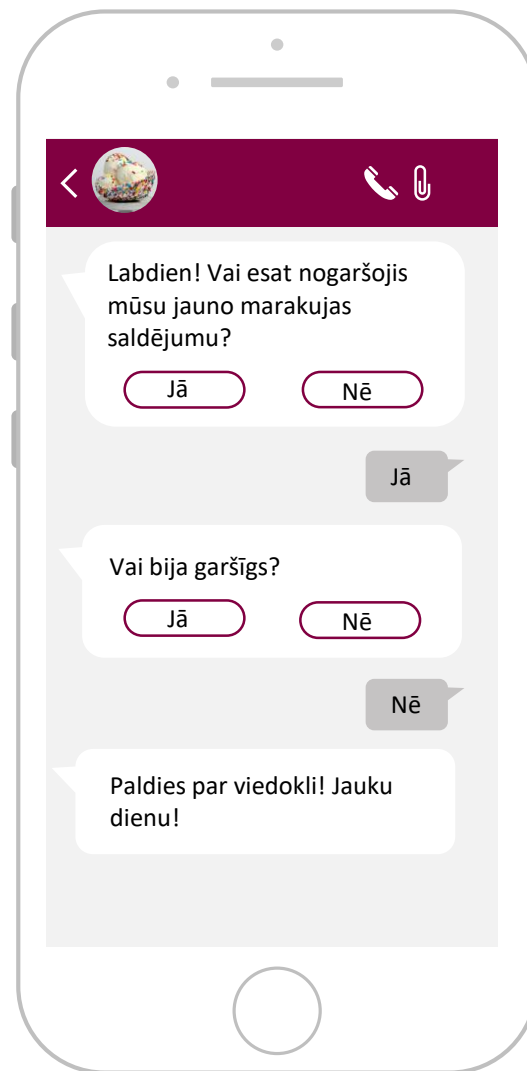 Labdien! Vai esat nogaršojis
mūsu jauno marakujas
saldējumu?
Jā Nē
Jā
Vai bija garšīgs?
Jā Nē
Nē
Paldies par viedokli! Jauku
dienu!